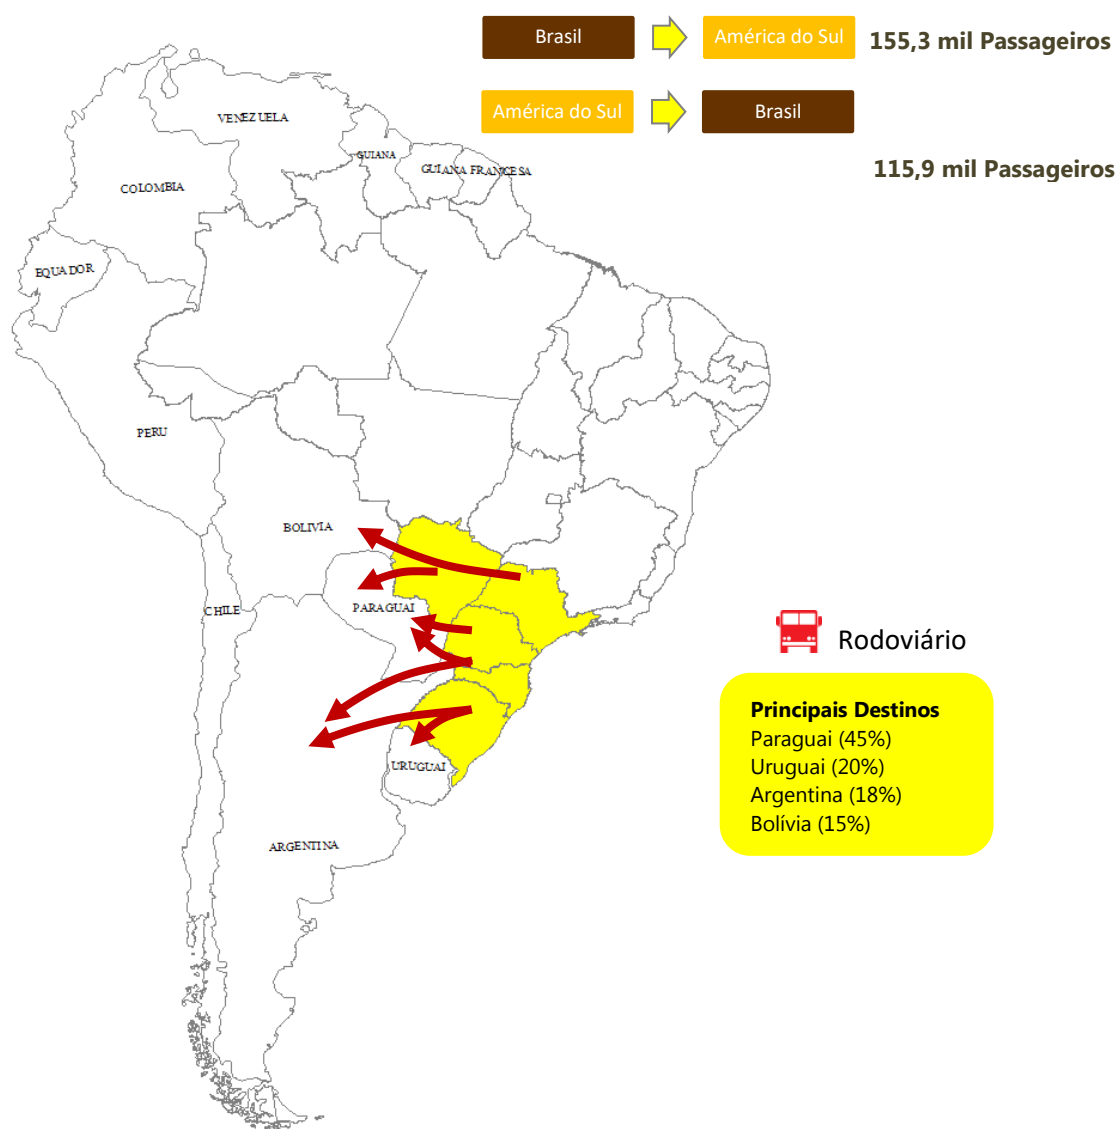 Brasil
América do Sul
155,3 mil Passageiros
América do Sul
Brasil
115,9 mil Passageiros
VENEZUELA
GUIANA
GUIANA FRANCESA
COLOMBIA
EQUADOR
PERU
BOLIVIA
PARAGUAI
CHILE
URUGUAI
ARGENTINA
Rodoviário
Principais Destinos
Paraguai (45%)
Uruguai (20%)
Argentina (18%)
Bolívia (15%)